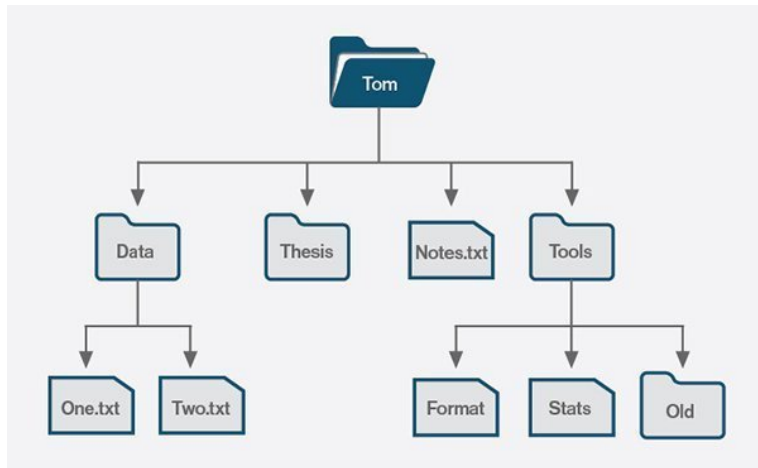 Tom
Data
Thesis
Notes.txt
Tools
One.txt
Two.txt
Format
Stats
Old